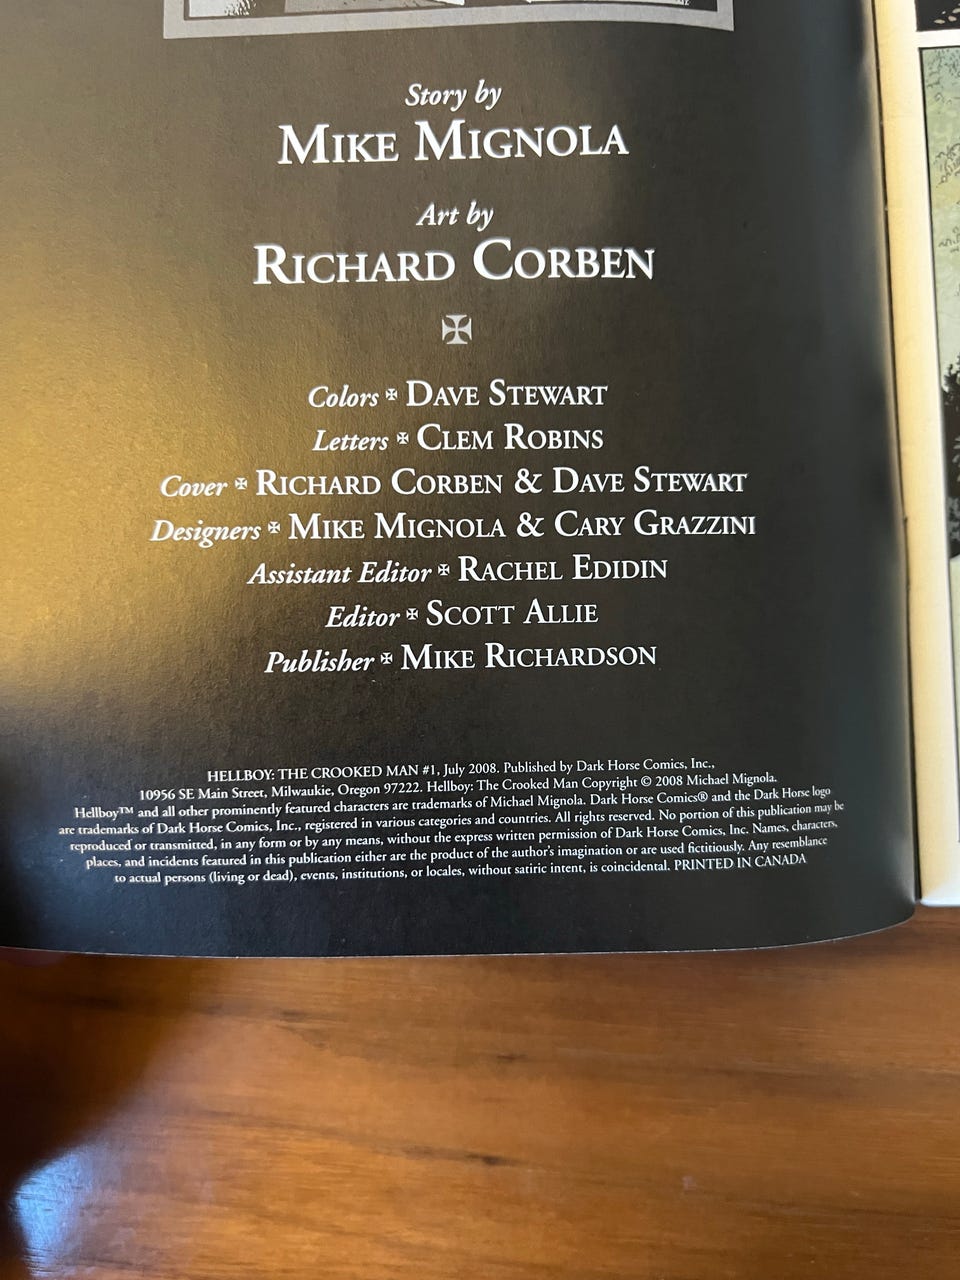 Story by
MIKE MIGNOLA
Art by
RICHARD CORBEN
✠
Colors ✠ DAVE STEWART
Letters ✠ CLEM ROBINS
Cover ✠ RICHARD CORBEN & DAVE STEWART
Designers ✠ MIKE MIGNOLA & CARY GRAZZINI
Assistant Editor ✠ RACHEL EDIDIN
Editor ✠ SCOTT ALLIE
Publisher ✠ MIKE RICHARDSON
HELLBOY: THE CROOKED MAN #1, July 2008. Published by Dark Horse Comics, Inc.,
10956 SE Main Street, Milwaukie, Oregon 97222. Hellboy: The Crooked Man Copyright © 2008 Michael Mignola.
Hellboy™ and all other prominently featured characters are trademarks of Michael Mignola. Dark Horse Comics® and the Dark Horse logo
are trademarks of Dark Horse Comics, Inc., registered in various categories and countries. All rights reserved. No portion of this publication may be
reproduced or transmitted, in any form or by any means, without the express written permission of Dark Horse Comics, Inc. Names, characters,
places, and incidents featured in this publication either are the product of the author's imagination or are used fictitiously. Any resemblance
to actual persons (living or dead), events, institutions, or locales, without satiric intent, is coincidental. PRINTED IN CANADA